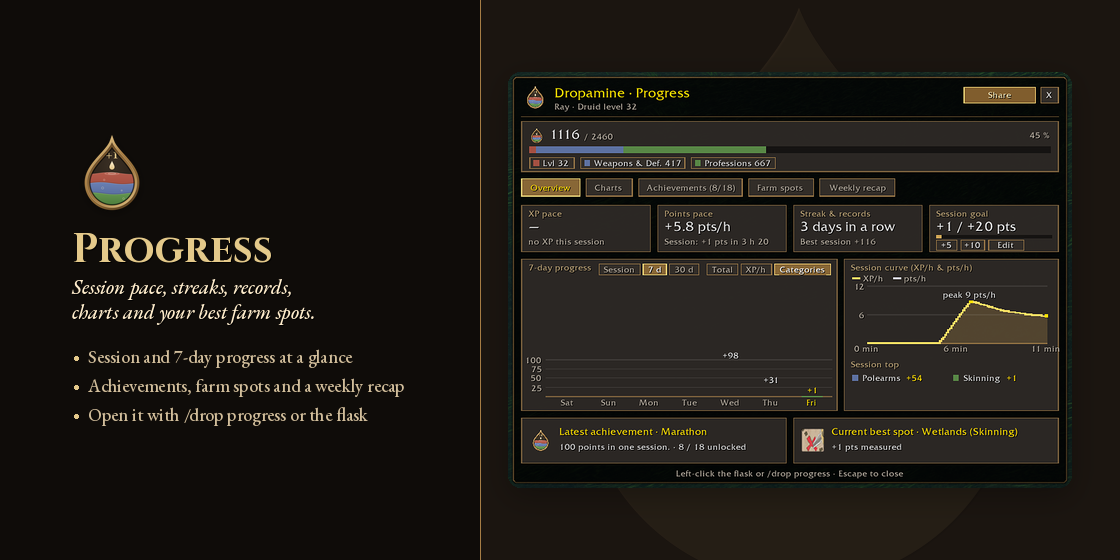 +1
PROGRESS
Session pace, streaks, records,
charts and your best farm spots.
• Session and 7-day progress at a glance
• Achievements, farm spots and a weekly recap
• Open it with /drop progress or the flask
Dropamine · Progress
Ray · Druid level 32
Share
X
1116 / 2460
45 %
Lvl 32
Weapons & Def. 417
Professions 667
Overview
Charts
Achievements (8/18)
Farm spots
Weekly recap
XP pace
—
no XP this session
Points pace
+5.8 pts/h
Session: +1 pts in 3 h 20
Streak & records
3 days in a row
Best session +116
Session goal
+1 / +20 pts
+5
+10
Edit
7-day progress
Session
7 d
30 d
Total
XP/h
Categories
100
75
50
25
+98
+31
+1
Sat
Sun
Mon
Tue
Wed
Thu
Fri
Session curve (XP/h & pts/h)
XP/h
pts/h
12
peak 9 pts/h
6
0 min
6 min
11 min
Session top
Polearms +54
Skinning +1
Latest achievement · Marathon
100 points in one session. · 8 / 18 unlocked
Current best spot · Wetlands (Skinning)
+1 pts measured
Left-click the flask or /drop progress · Escape to close